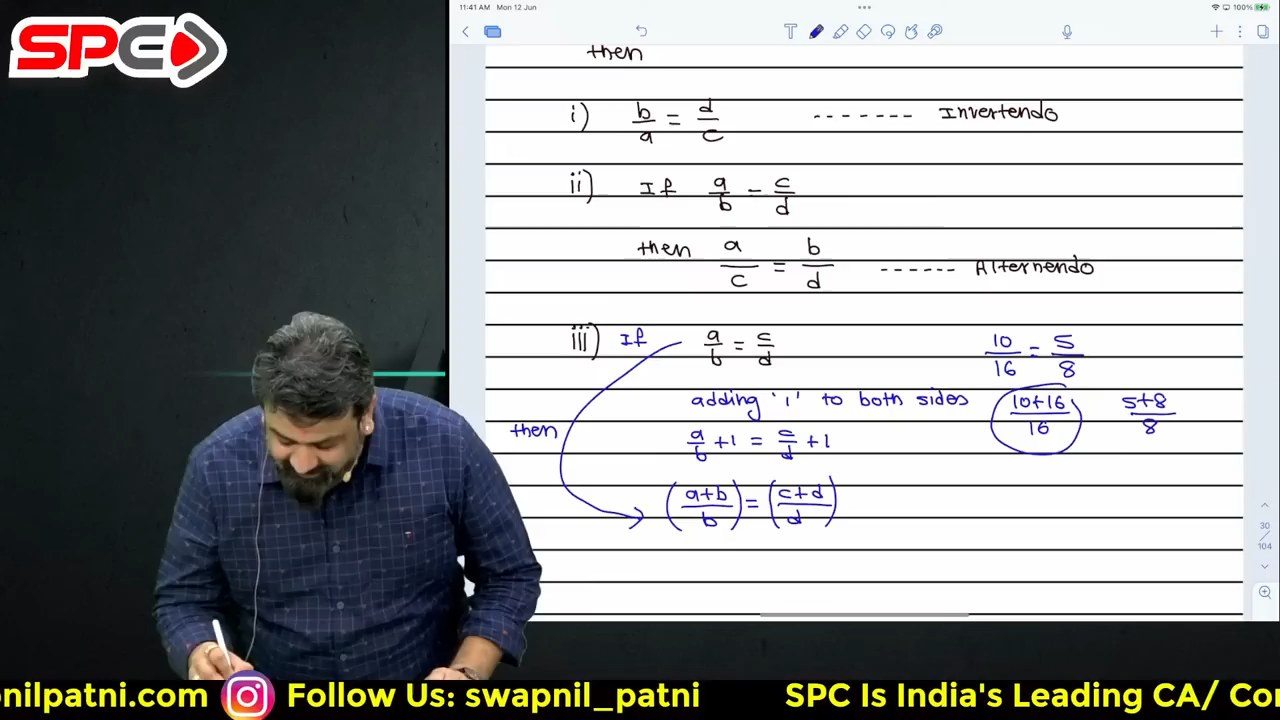 11:41 AM Mon 12 Jun
100%
SPC
then
i) b/a = d/c ------- Invertendo
ii) If a/b = c/d
then a/c = b/d ------ Alternendo
iii) If a/b = c/d
10/16 = 5/8
adding '1' to both sides
10+16/16 5+8/8
then a/b +1 = c/d +1
(a+b/b) = (c+d/d)
30/104
onilpatni.com Follow Us: swapnil_patni SPC Is India's Leading CA/ Co